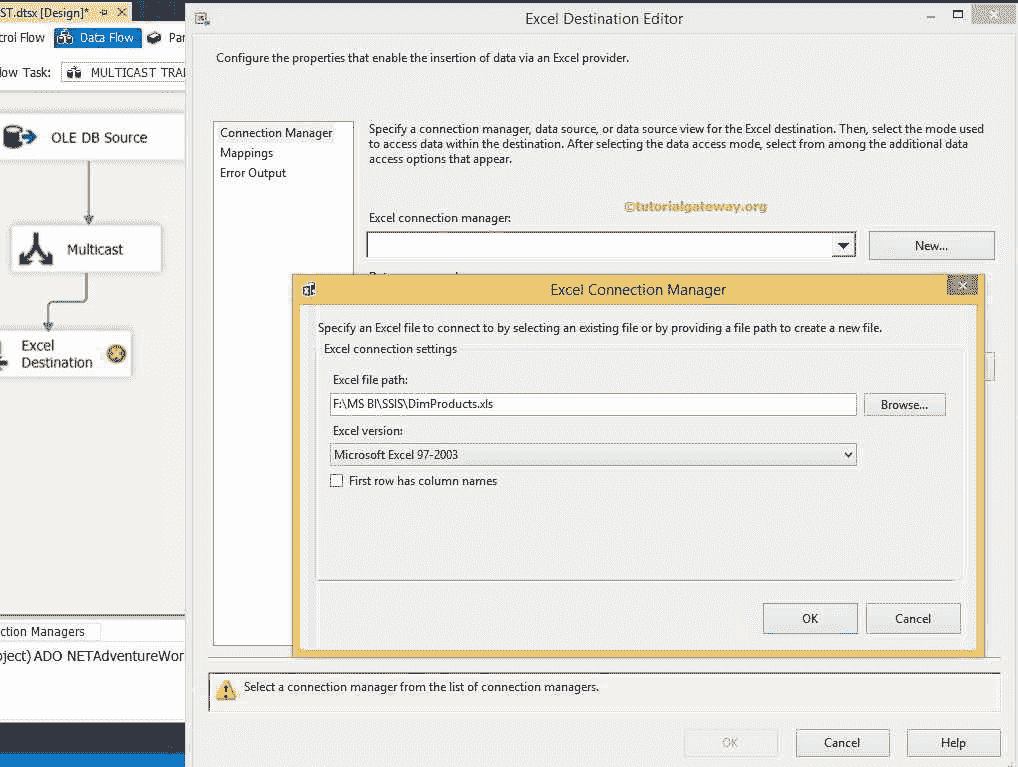 ST.dtsx [Design]*
Excel Destination Editor
trol Flow
Data Flow
Par
Configure the properties that enable the insertion of data via an Excel provider.
ow Task:
MULTICAST TRA
OLE DB Source
Multicast
Excel
Destination
Connection Manager
Mappings
Error Output
Specify a connection manager, data source, or data source view for the Excel destination. Then, select the mode used
to access data within the destination. After selecting the data access mode, select from among the additional data
access options that appear.
©tutorialgateway.org
Excel connection manager:
New...
Excel Connection Manager
Specify an Excel file to connect to by selecting an existing file or by providing a file path to create a new file.
Excel connection settings
Excel file path:
F:\MS BI\SSIS\DimProducts.xls
Browse...
Excel version:
Microsoft Excel 97-2003
First row has column names
OK
Cancel
ction Managers
oject) ADO NETAdventureWor
Select a connection manager from the list of connection managers.
OK
Cancel
Help